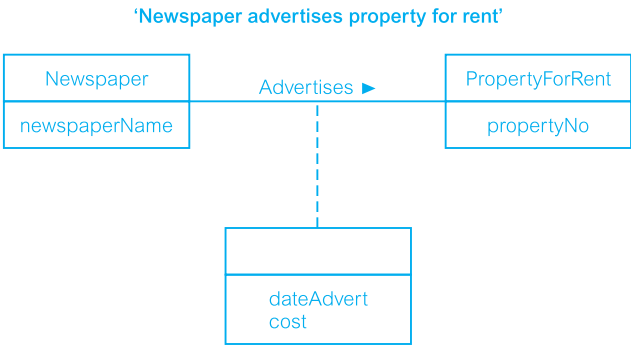 ‘Newspaper advertises property for rent’
Newspaper
Advertises ►
PropertyForRent
newspaperName
propertyNo
dateAdvert
cost